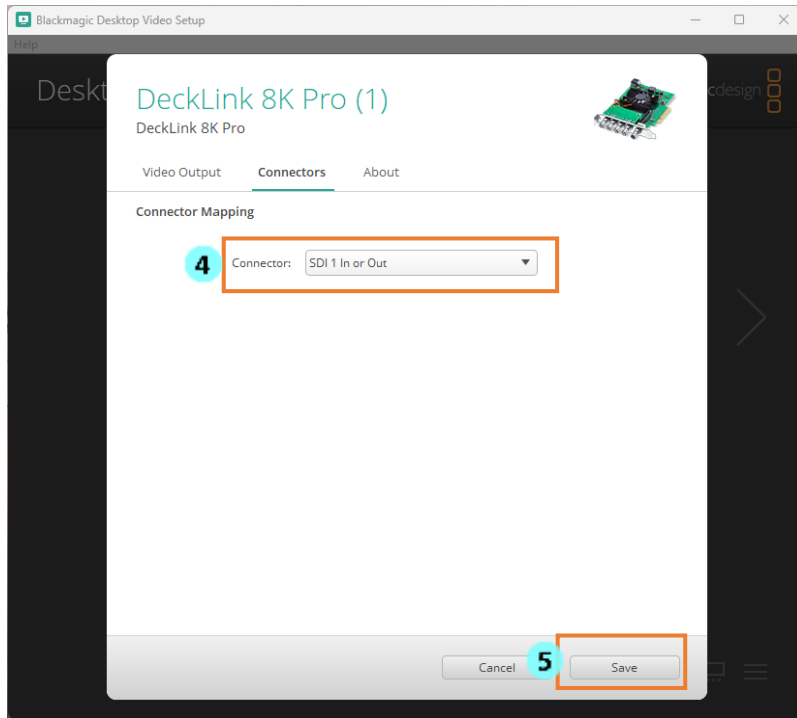 Blackmagic Desktop Video Setup
Help
Deskt
cdesign
DeckLink 8K Pro (1)
DeckLink 8K Pro
Video Output Connectors About
Connector Mapping
4 Connector: SDI 1 In or Out
Cancel 5 Save